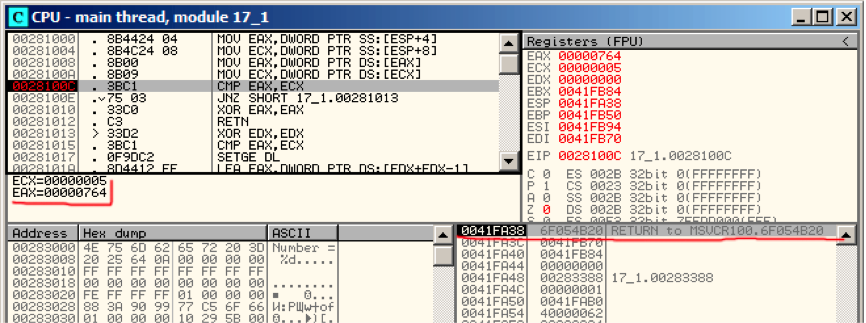 CPU - main thread, module 17_1
00281000 . 8B4424 04 MOV EAX,DWORD PTR SS:[ESP+4]
00281004 . 8B4C24 08 MOV ECX,DWORD PTR SS:[ESP+8]
00281008 . 8B00 MOV EAX,DWORD PTR DS:[EAX]
0028100A . 8B09 MOV ECX,DWORD PTR DS:[ECX]
0028100C . 3BC1 CMP EAX,ECX
0028100E .v 75 03 JNZ SHORT 17_1.00281013
00281010 . 33C0 XOR EAX,EAX
00281012 . C3 RETN
00281013 > 33D2 XOR EDX,EDX
00281015 . 3BC1 CMP EAX,ECX
00281017 . 0F9DC2 SETGE DL
0028101A . 8D4412 FF LEA EAX,DWORD PTR DS:[EDX+EDX-1]
ECX=00000005
EAX=00000764
Registers (FPU) <
EAX 00000764
ECX 00000005
EDX 00000000
EBX 0041FB84
ESP 0041FA38
EBP 0041FB50
ESI 0041FB94
EDI 0041FB70
EIP 0028100C 17_1.0028100C
C 0 ES 002B 32bit 0(FFFFFFFF)
P 1 CS 0023 32bit 0(FFFFFFFF)
A 0 SS 002B 32bit 0(FFFFFFFF)
Z 0 DS 002B 32bit 0(FFFFFFFF)
Address Hex dump ASCII
00283000 4E 75 6D 62 65 72 20 3D Number =
00283008 20 25 64 0A 00 00 00 00 %d.....
00283010 FF FF FF FF FF FF FF FF
00283018 00 00 00 00 00 00 00 00 ........
00283020 FE FF FF FF 01 00 00 00
00283028 88 3A 90 99 77 C5 6F 66
00283030 01 00 00 00 10 29 5B 00
0041FA38 6F054B20 RETURN to MSVCR100.6F054B20
0041FA3C 0041FB70
0041FA40 0041FB84
0041FA44 00000000
0041FA48 00283388 17_1.00283388
0041FA4C 00000001
0041FA50 0041FAB0
0041FA54 40000062